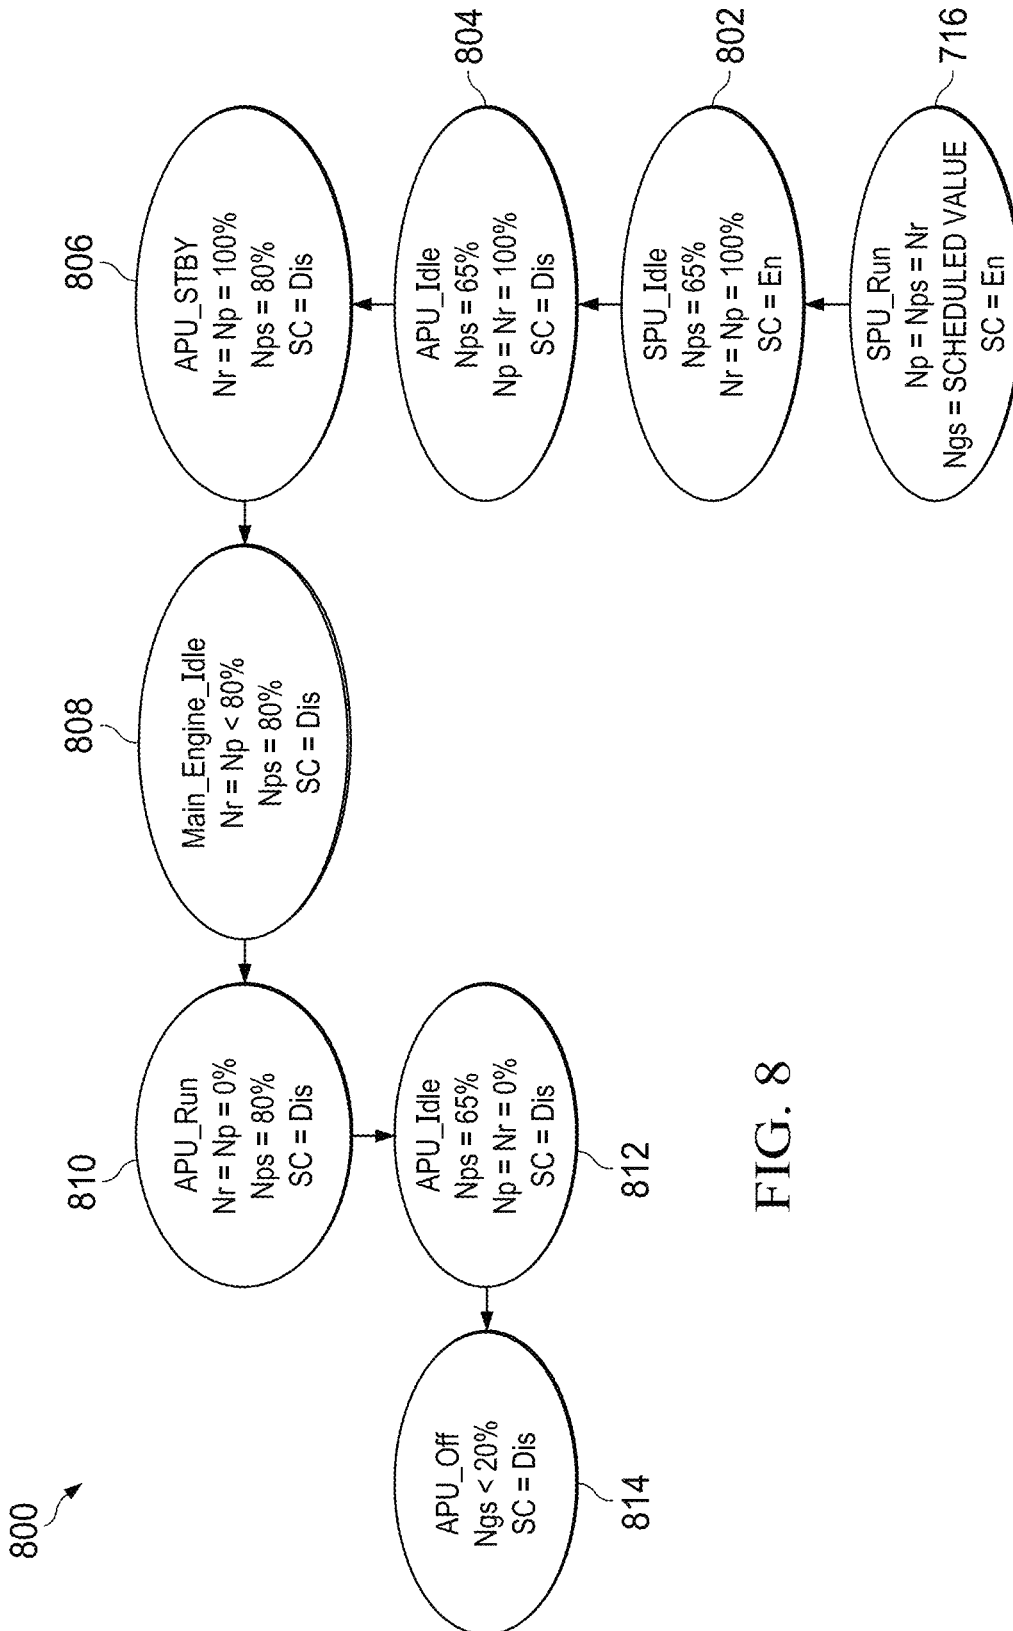 800
APU_Off
Ngs < 20%
SC = Dis
814
810
APU_Run
Nr = Np = 0%
Nps = 80%
SC = Dis
APU_Idle
Nps = 65%
Np = Nr = 0%
SC = Dis
812
808
Main_Engine_Idle
Nr = Np < 80%
Nps = 80%
SC = Dis
806
APU_STBY
Nr = Np = 100%
Nps = 80%
SC = Dis
APU_Idle
Nps = 65%
Np = Nr = 100%
SC = Dis
804
SPU_Idle
Nps = 65%
Nr = Np = 100%
SC = En
802
SPU_Run
Np = Nps = Nr
Ngs = SCHEDULED VALUE
SC = En
716
FIG. 8